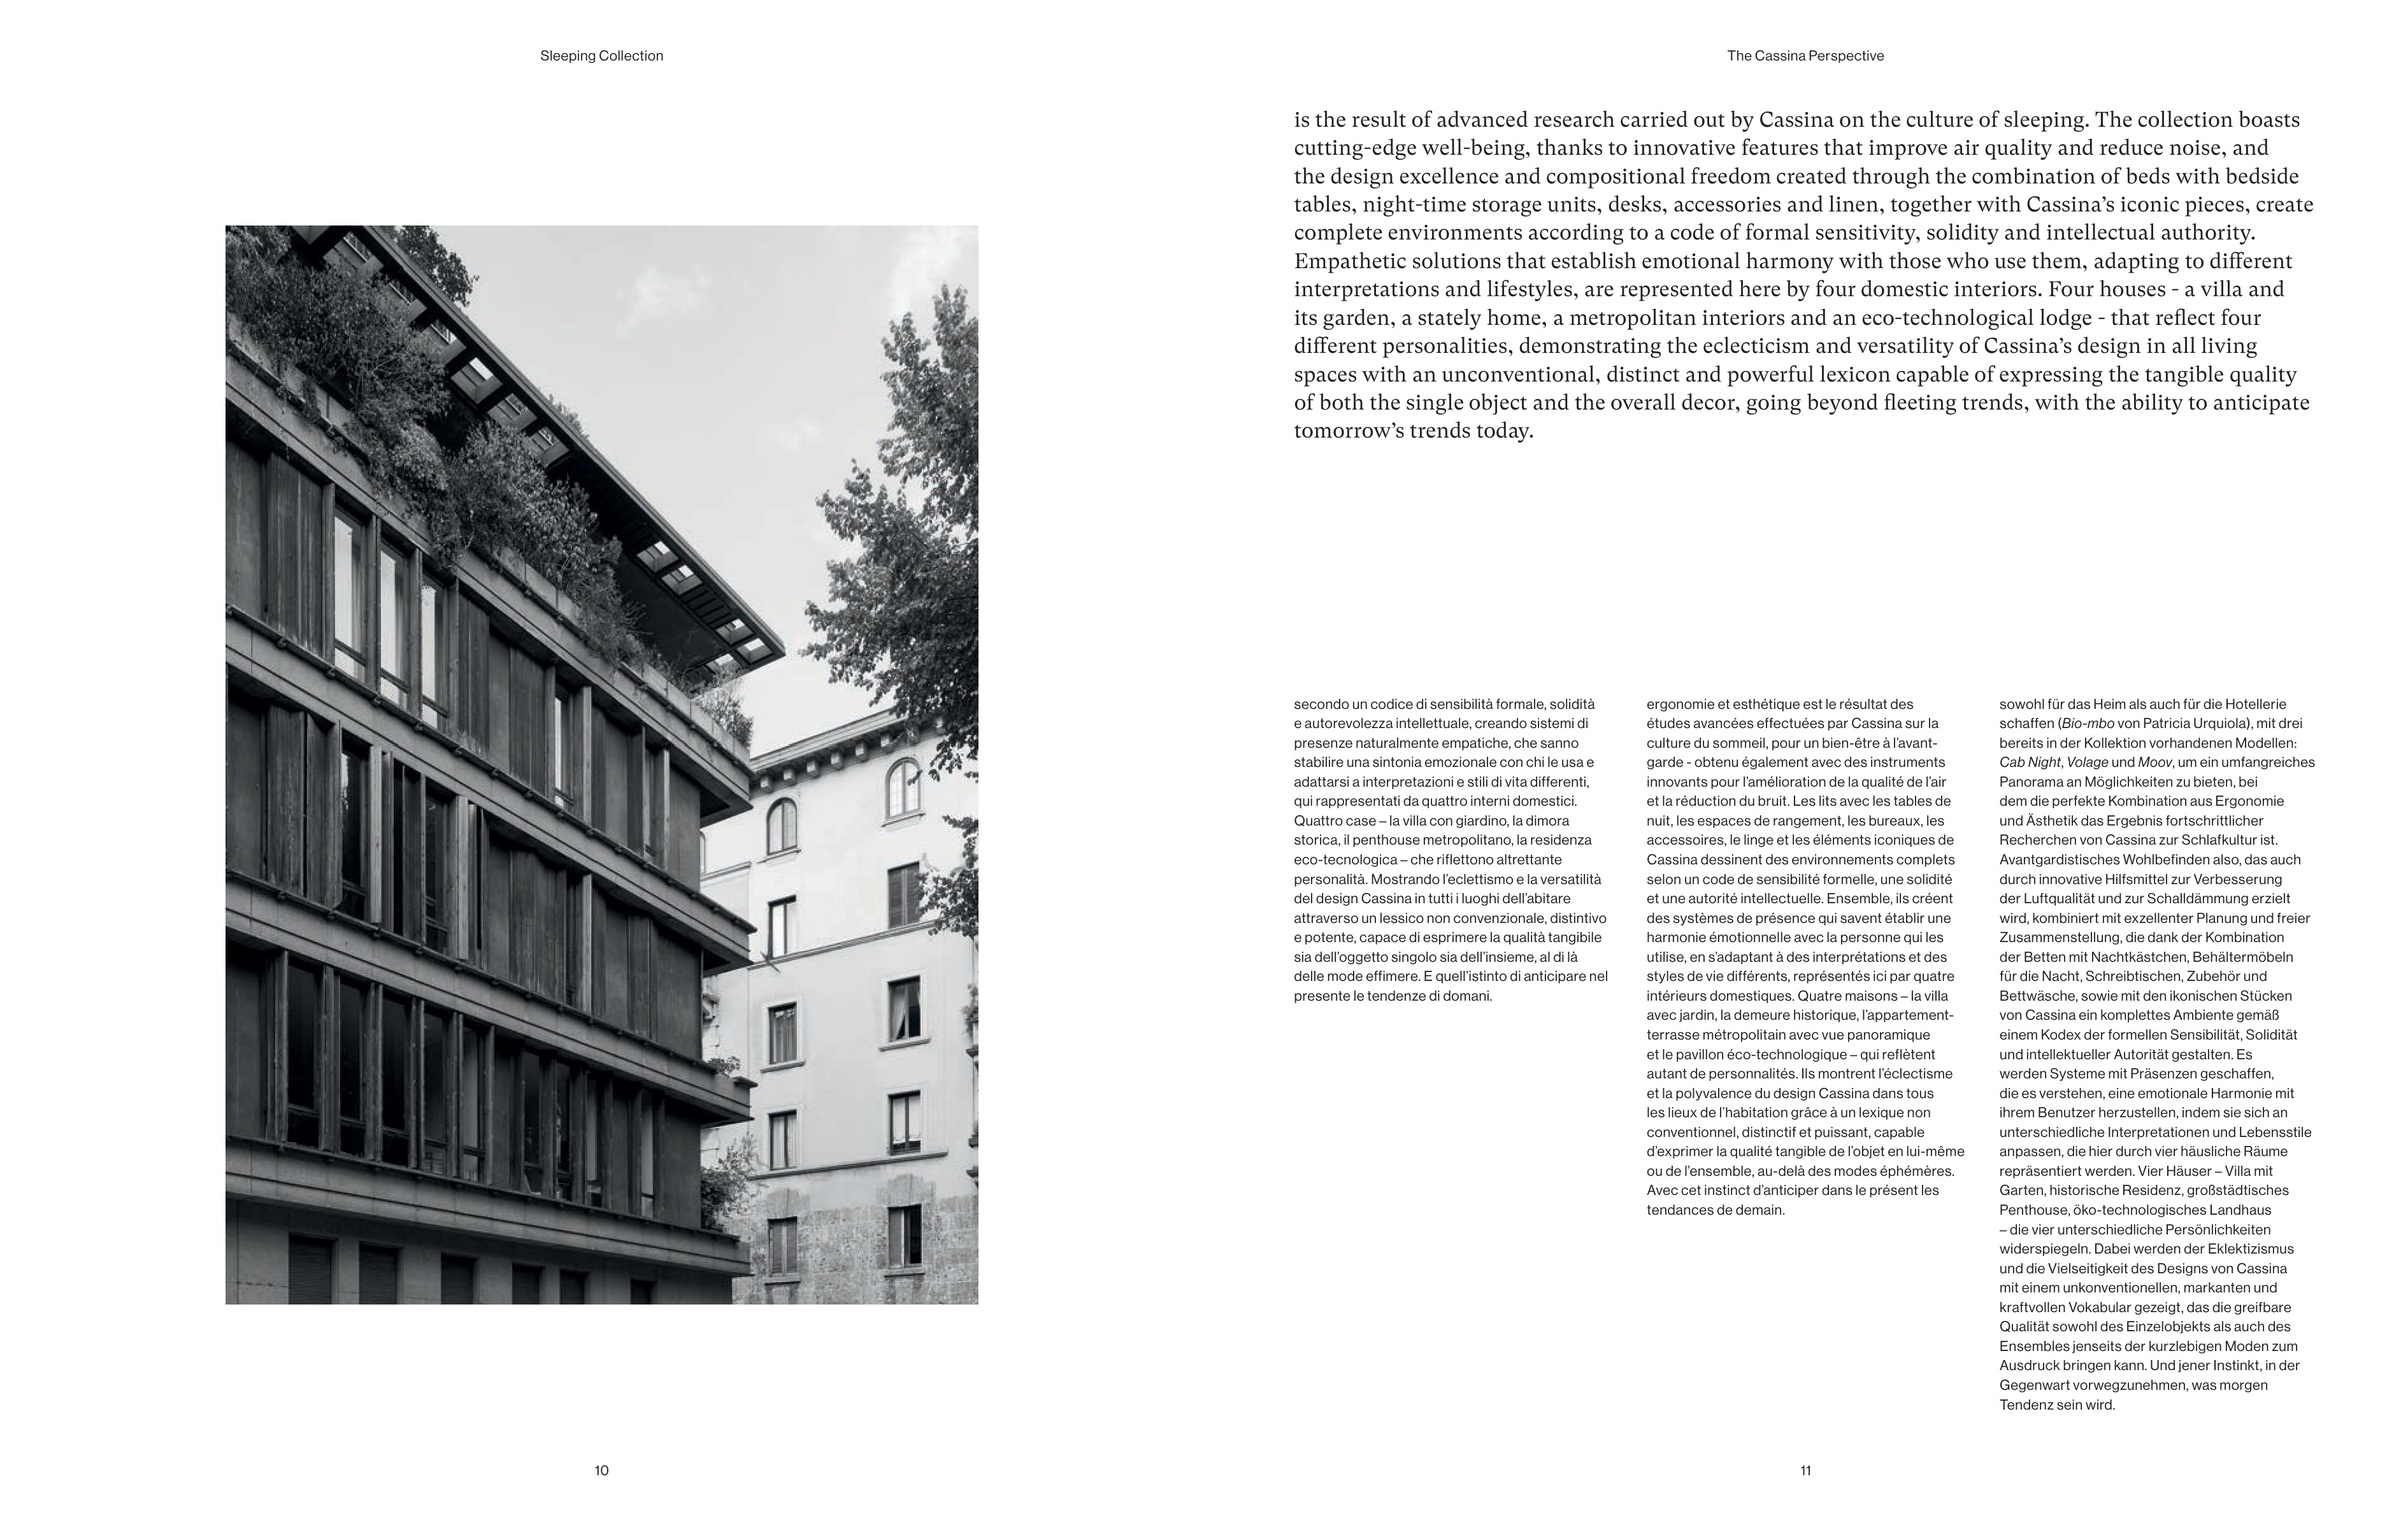 Sleeping Collection
The Cassina Perspective
is the result of advanced research carried out by Cassina on the culture of sleeping. The collection boasts
cutting-edge well-being, thanks to innovative features that improve air quality and reduce noise, and
the design excellence and compositional freedom created through the combination of beds with bedside
tables, night-time storage units, desks, accessories and linen, together with Cassina’s iconic pieces, create
complete environments according to a code of formal sensitivity, solidity and intellectual authority.
Empathetic solutions that establish emotional harmony with those who use them, adapting to different
interpretations and lifestyles, are represented here by four domestic interiors. Four houses - a villa and
its garden, a stately home, a metropolitan interiors and an eco-technological lodge - that reflect four
different personalities, demonstrating the eclecticism and versatility of Cassina’s design in all living
spaces with an unconventional, distinct and powerful lexicon capable of expressing the tangible quality
of both the single object and the overall decor, going beyond fleeting trends, with the ability to anticipate
tomorrow’s trends today.
secondo un codice di sensibilità formale, solidità
e autorevolezza intellettuale, creando sistemi di
presenze naturalmente empatiche, che sanno
stabilire una sintonia emozionale con chi le usa e
adattarsi a interpretazioni e stili di vita differenti,
qui rappresentati da quattro interni domestici.
Quattro case – la villa con giardino, la dimora
storica, il penthouse metropolitano, la residenza
eco-tecnologica – che riflettono altrettante
personalità. Mostrando l’eclettismo e la versatilità
del design Cassina in tutti i luoghi dell’abitare
attraverso un lessico non convenzionale, distintivo
e potente, capace di esprimere la qualità tangibile
sia dell’oggetto singolo sia dell’insieme, al di là
delle mode effimere. E quell’istinto di anticipare nel
presente le tendenze di domani.
ergonomie et esthétique est le résultat des
études avancées effectuées par Cassina sur la
culture du sommeil, pour un bien-être à l’avant-
garde - obtenu également avec des instruments
innovants pour l’amélioration de la qualité de l’air
et la réduction du bruit. Les lits avec les tables de
nuit, les espaces de rangement, les bureaux, les
accessoires, le linge et les éléments iconiques de
Cassina dessinent des environnements complets
selon un code de sensibilité formelle, une solidité
et une autorité intellectuelle. Ensemble, ils créent
des systèmes de présence qui savent établir une
harmonie émotionnelle avec la personne qui les
utilise, en s’adaptant à des interprétations et des
styles de vie différents, représentés ici par quatre
intérieurs domestiques. Quatre maisons – la villa
avec jardin, la demeure historique, l’appartement-
terrasse métropolitain avec vue panoramique
et le pavillon éco-technologique – qui reflètent
autant de personnalités. Ils montrent l’éclectisme
et la polyvalence du design Cassina dans tous
les lieux de l’habitation grâce à un lexique non
conventionnel, distinctif et puissant, capable
d’exprimer la qualité tangible de l’objet en lui-même
ou de l’ensemble, au-delà des modes éphémères.
Avec cet instinct d’anticiper dans le présent les
tendances de demain.
sowohl für das Heim als auch für die Hotellerie
schaffen (Bio-mbo von Patricia Urquiola), mit drei
bereits in der Kollektion vorhandenen Modellen:
Cab Night, Volage und Moov, um ein umfangreiches
Panorama an Möglichkeiten zu bieten, bei
dem die perfekte Kombination aus Ergonomie
und Ästhetik das Ergebnis fortschrittlicher
Recherchen von Cassina zur Schlafkultur ist.
Avantgardistisches Wohlbefinden also, das auch
durch innovative Hilfsmittel zur Verbesserung
der Luftqualität und zur Schalldämmung erzielt
wird, kombiniert mit exzellenter Planung und freier
Zusammenstellung, die dank der Kombination
der Betten mit Nachtkästchen, Behältermöbeln
für die Nacht, Schreibtischen, Zubehör und
Bettwäsche, sowie mit den ikonischen Stücken
von Cassina ein komplettes Ambiente gemäß
einem Kodex der formellen Sensibilität, Solidität
und intellektueller Autorität gestalten. Es
werden Systeme mit Präsenzen geschaffen,
die es verstehen, eine emotionale Harmonie mit
ihrem Benutzer herzustellen, indem sie sich an
unterschiedliche Interpretationen und Lebensstile
anpassen, die hier durch vier häusliche Räume
repräsentiert werden. Vier Häuser – Villa mit
Garten, historische Residenz, großstädtisches
Penthouse, öko-technologisches Landhaus
– die vier unterschiedliche Persönlichkeiten
widerspiegeln. Dabei werden der Eklektizismus
und die Vielseitigkeit des Designs von Cassina
mit einem unkonventionellen, markanten und
kraftvollen Vokabular gezeigt, das die greifbare
Qualität sowohl des Einzelobjekts als auch des
Ensembles jenseits der kurzlebigen Moden zum
Ausdruck bringen kann. Und jener Instinkt, in der
Gegenwart vorwegzunehmen, was morgen
Tendenz sein wird.
10
11